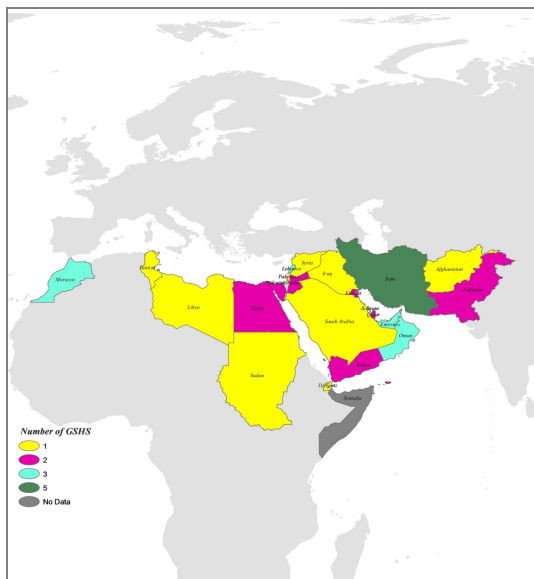 Morocco
Tunisia
Libya
Egypt
Sudan
Lebanon
Syria
Iraq
Iran
Afghanistan
Pakistan
Kuwait
Bahrain
Qatar
Emirates
Saudi Arabia
Oman
Yemen
Djibouti
Somalia
Number of GSHS
1
2
3
5
No Data